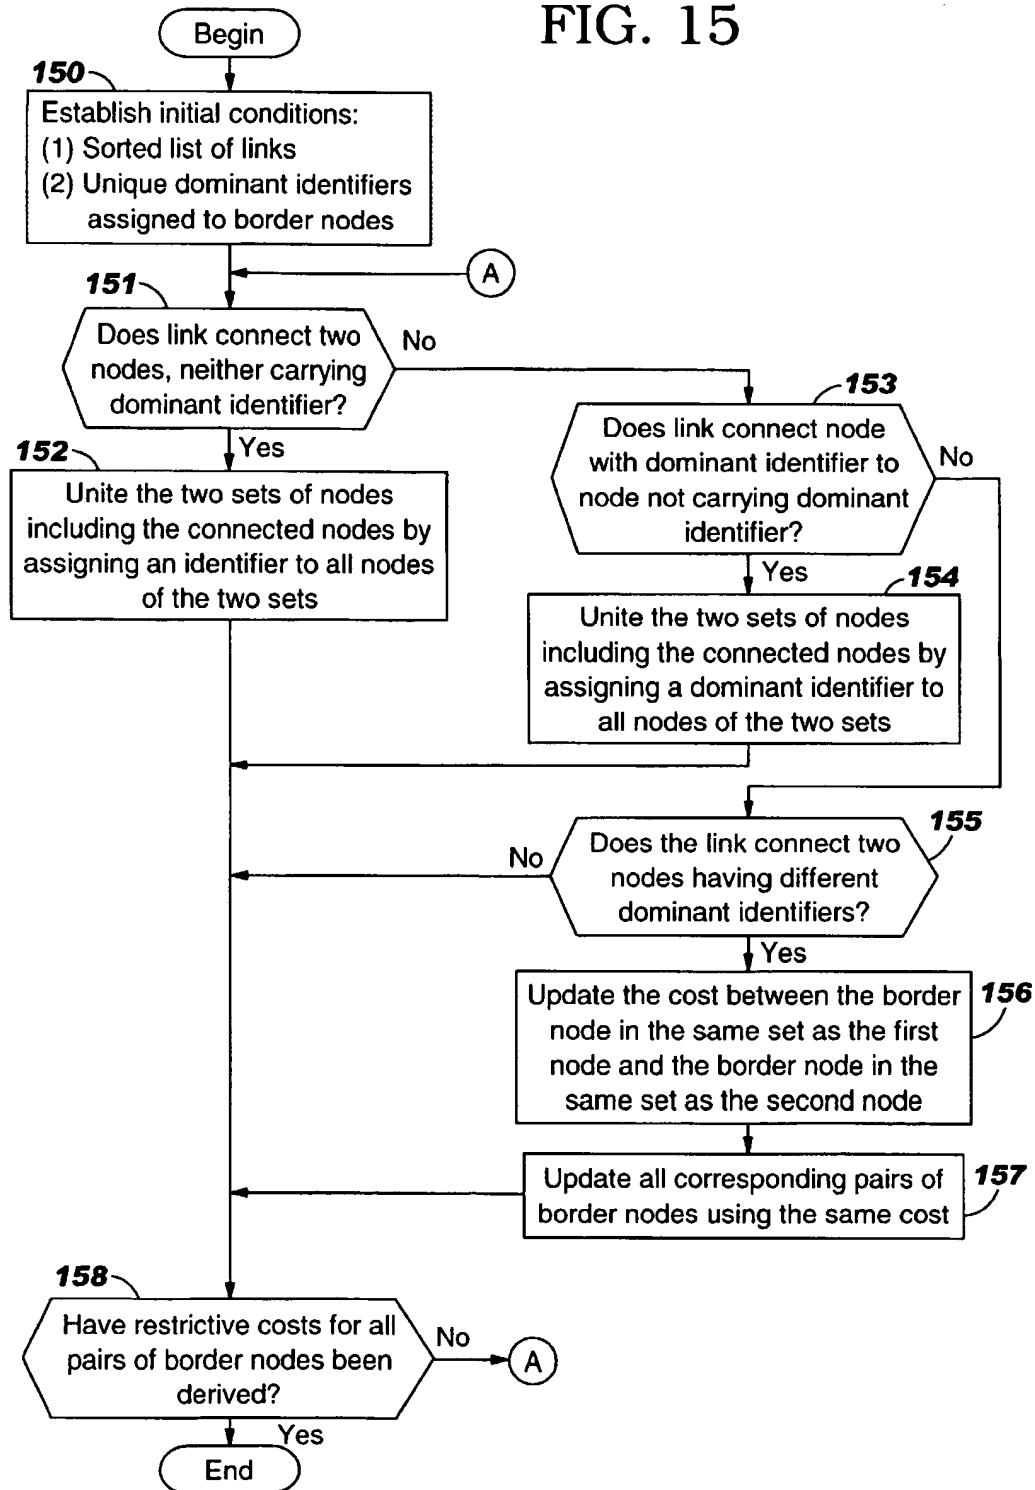 FIG. 15
Begin
150
Establish initial conditions:
(1) Sorted list of links
(2) Unique dominant identifiers
assigned to border nodes
A
151
Does link connect two
nodes, neither carrying
dominant identifier?
No
Yes
152
Unite the two sets of nodes
including the connected nodes by
assigning an identifier to all nodes
of the two sets
153
Does link connect node
with dominant identifier to
node not carrying dominant
identifier?
No
Yes
154
Unite the two sets of nodes
including the connected nodes by
assigning a dominant identifier to
all nodes of the two sets
155
Does the link connect two
nodes having different
dominant identifiers?
No
Yes
156
Update the cost between the border
node in the same set as the first
node and the border node in the
same set as the second node
157
Update all corresponding pairs of
border nodes using the same cost
158
Have restrictive costs for all
pairs of border nodes been
derived?
No
A
Yes
End